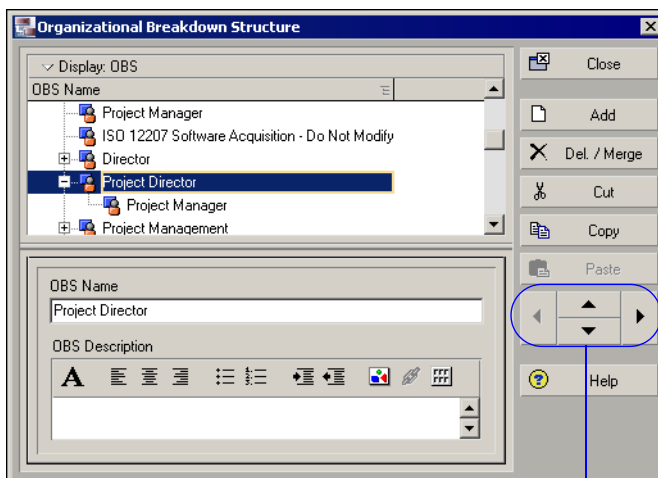 Organizational Breakdown Structure
Display: OBS
OBS Name
Project Manager
ISO 12207 Software Acquisition - Do Not Modify
Director
Project Director
Project Manager
Project Management
OBS Name
Project Director
OBS Description
A
Close
Add
Del. / Merge
Cut
Copy
Paste
Help